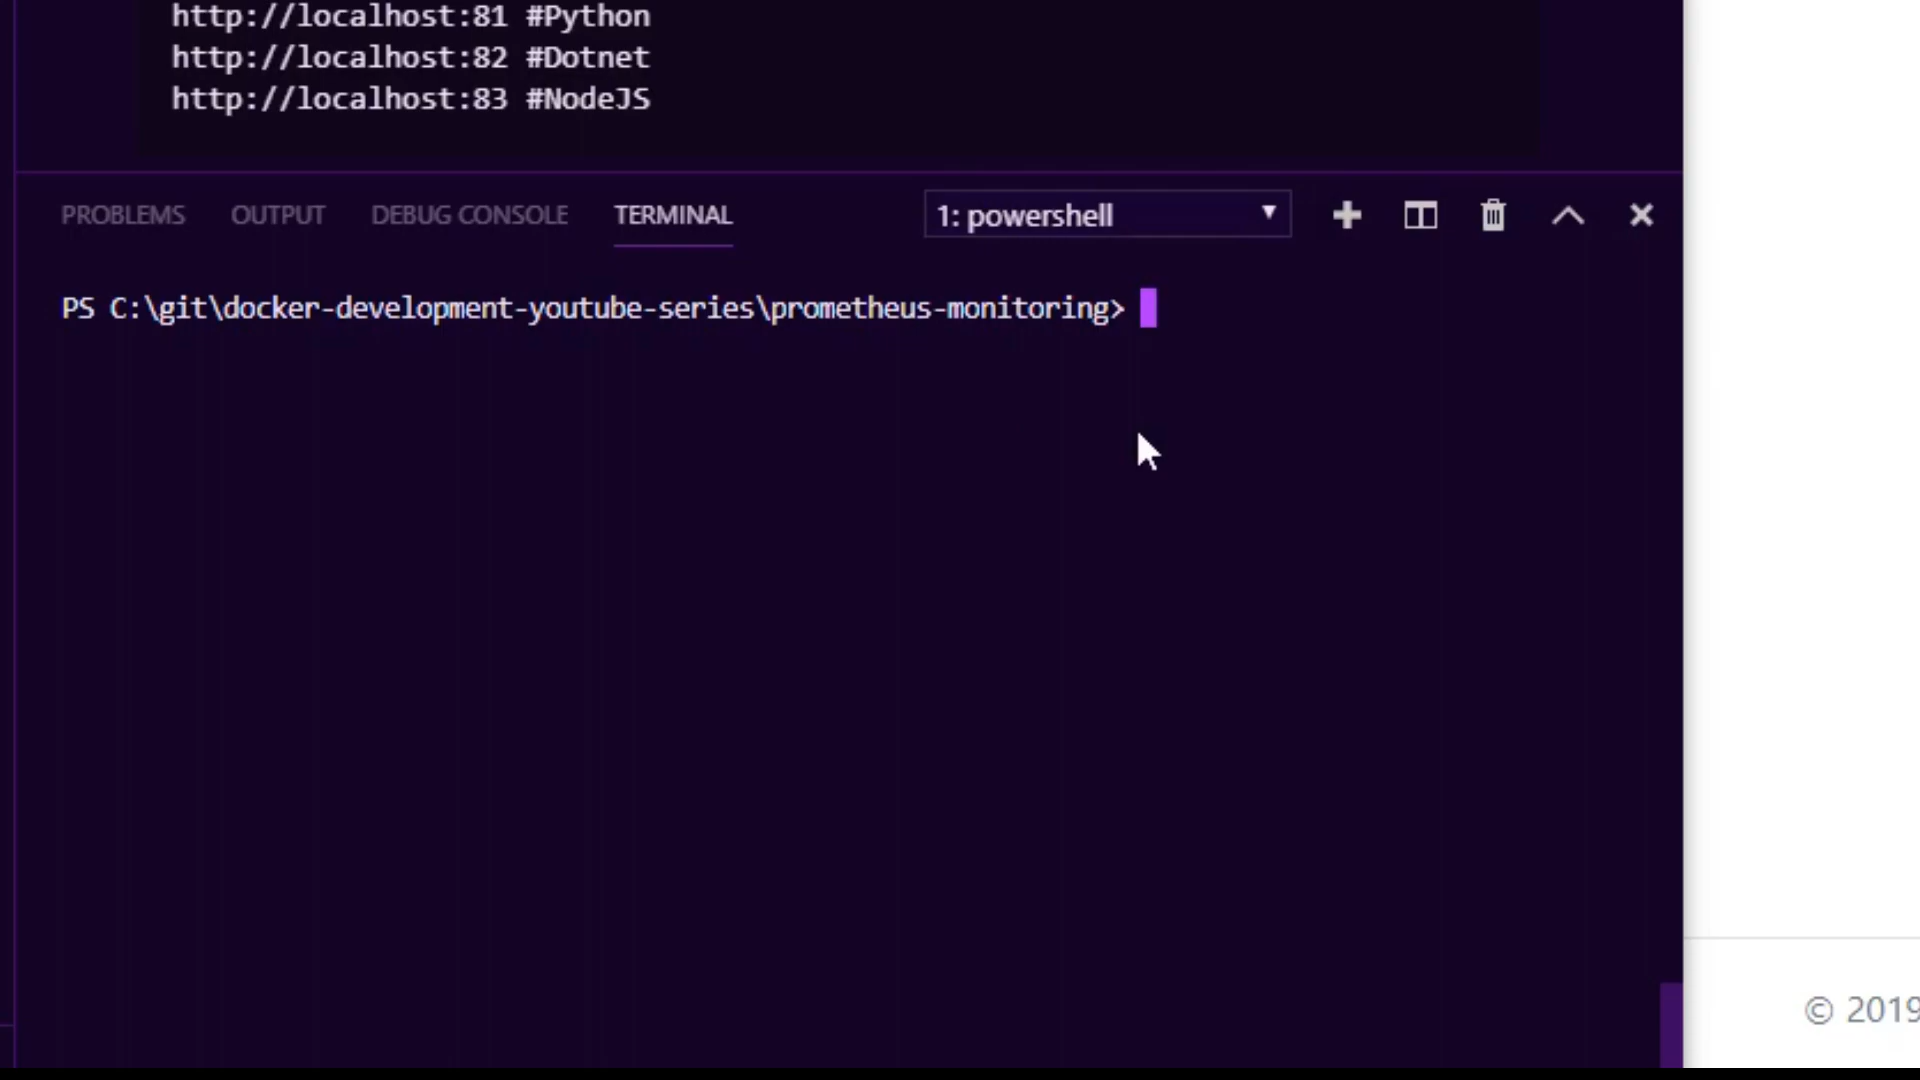 http://localhost:81 #Python
http://localhost:82 #Dotnet
http://localhost:83 #NodeJS
PROBLEMS OUTPUT DEBUG CONSOLE TERMINAL 1: powershell
PS C:\git\docker-development-youtube-series\prometheus-monitoring>
© 2019